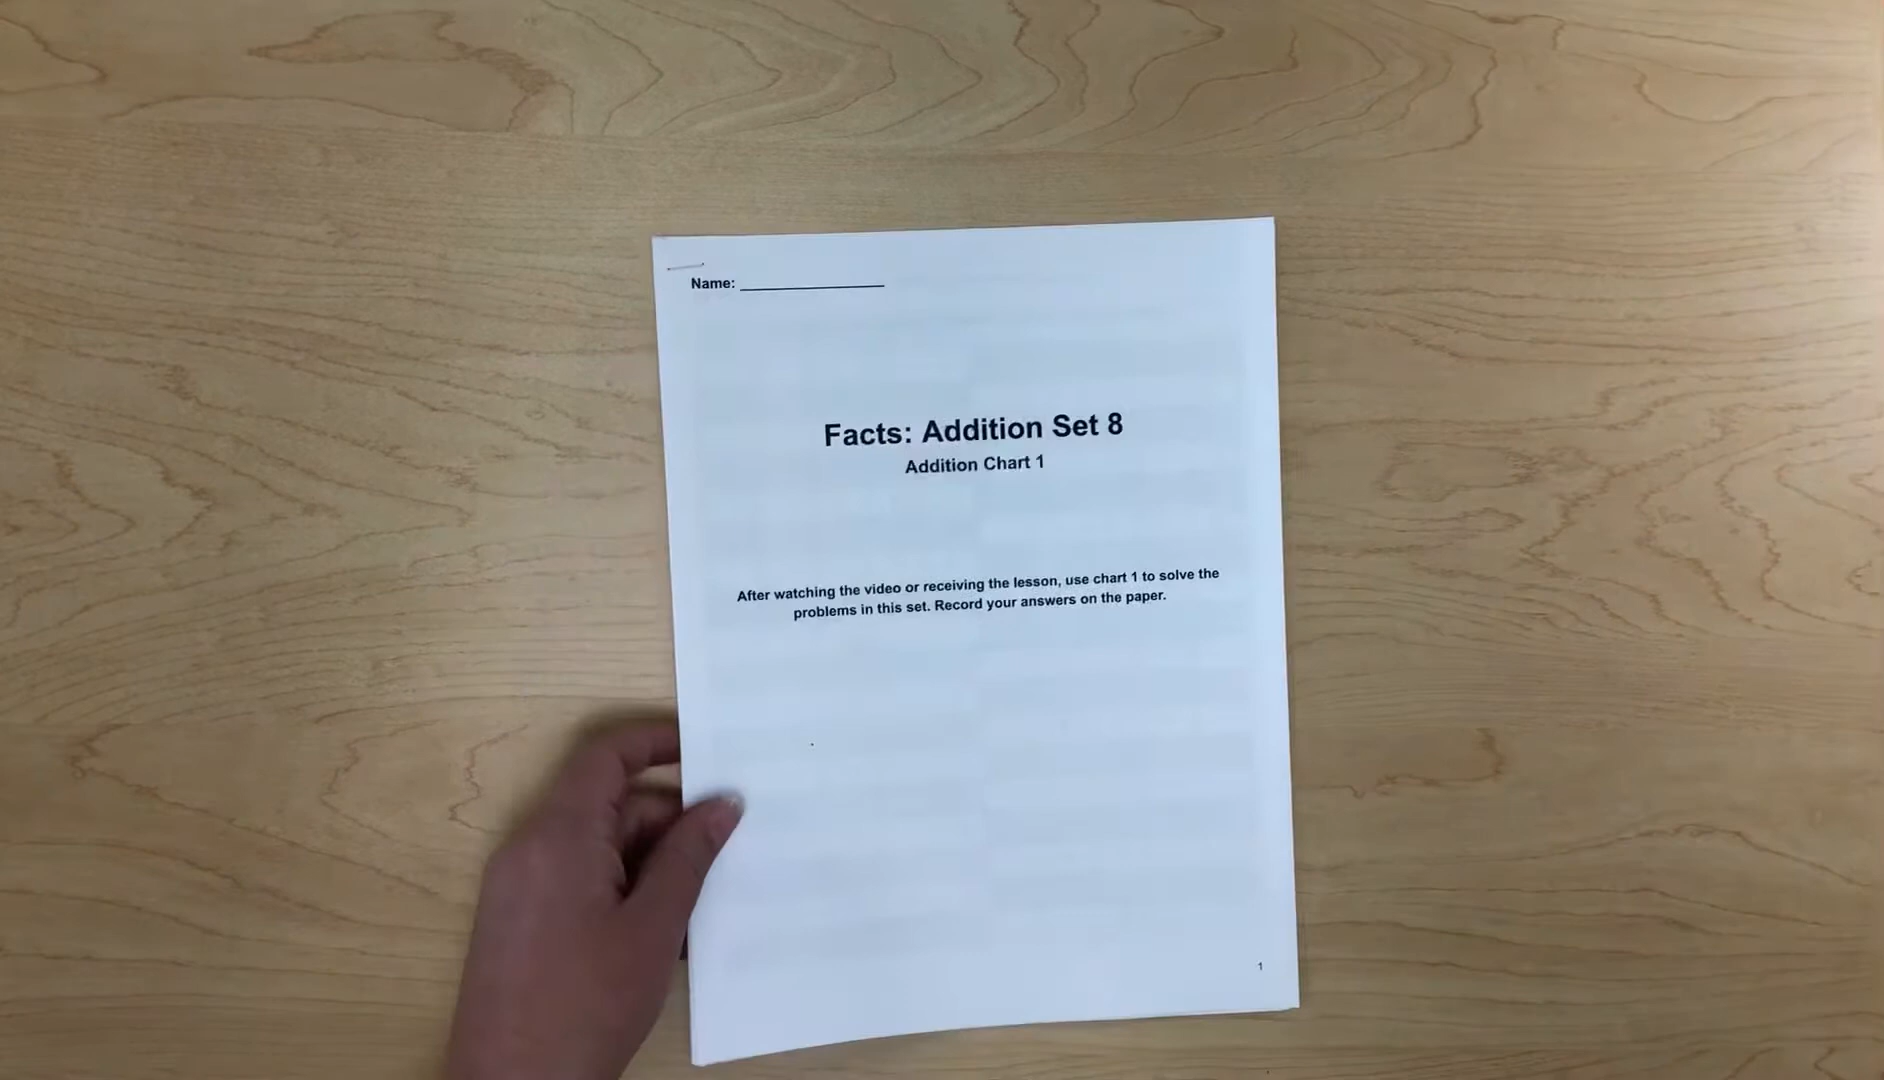 Name: _______________
Facts: Addition Set 8
Addition Chart 1
After watching the video or receiving the lesson, use chart 1 to solve the
problems in this set. Record your answers on the paper.
1